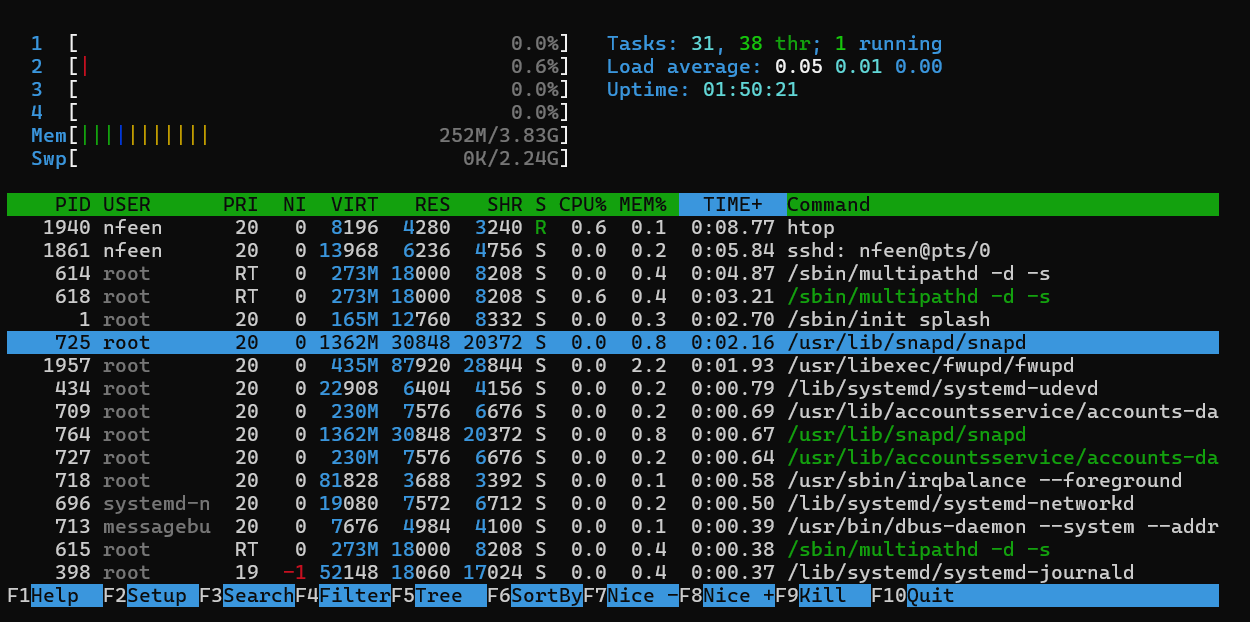 1 [ 0.0%] Tasks: 31, 38 thr; 1 running
2 [| 0.6%] Load average: 0.05 0.01 0.00
3 [ 0.0%] Uptime: 01:50:21
4 [ 0.0%]
Mem[||||||||||| 252M/3.83G]
Swp[ 0K/2.24G]
PID USER PRI NI VIRT RES SHR S CPU% MEM% TIME+ Command
1940 nfeen 20 0 8196 4280 3240 R 0.6 0.1 0:08.77 htop
1861 nfeen 20 0 13968 6236 4756 S 0.0 0.2 0:05.84 sshd: nfeen@pts/0
614 root RT 0 273M 18000 8208 S 0.0 0.4 0:04.87 /sbin/multipathd -d -s
618 root RT 0 273M 18000 8208 S 0.6 0.4 0:03.21 /sbin/multipathd -d -s
1 root 20 0 165M 12760 8332 S 0.0 0.3 0:02.70 /sbin/init splash
725 root 20 0 1362M 30848 20372 S 0.0 0.8 0:02.16 /usr/lib/snapd/snapd
1957 root 20 0 435M 87920 28844 S 0.0 2.2 0:01.93 /usr/libexec/fwupd/fwupd
434 root 20 0 22908 6404 4156 S 0.0 0.2 0:00.79 /lib/systemd/systemd-udevd
709 root 20 0 230M 7576 6676 S 0.0 0.2 0:00.69 /usr/lib/accountsservice/accounts-da
764 root 20 0 1362M 30848 20372 S 0.0 0.8 0:00.67 /usr/lib/snapd/snapd
727 root 20 0 230M 7576 6676 S 0.0 0.2 0:00.64 /usr/lib/accountsservice/accounts-da
718 root 20 0 81828 3688 3392 S 0.0 0.1 0:00.58 /usr/sbin/irqbalance --foreground
696 systemd-n 20 0 19080 7572 6712 S 0.0 0.2 0:00.50 /lib/systemd/systemd-networkd
713 messagebu 20 0 7676 4984 4100 S 0.0 0.1 0:00.39 /usr/bin/dbus-daemon --system --addr
615 root RT 0 273M 18000 8208 S 0.0 0.4 0:00.38 /sbin/multipathd -d -s
398 root 19 -1 52148 18060 17024 S 0.0 0.4 0:00.37 /lib/systemd/systemd-journald
F1Help F2Setup F3SearchF4FilterF5Tree F6SortByF7Nice -F8Nice +F9Kill F10Quit